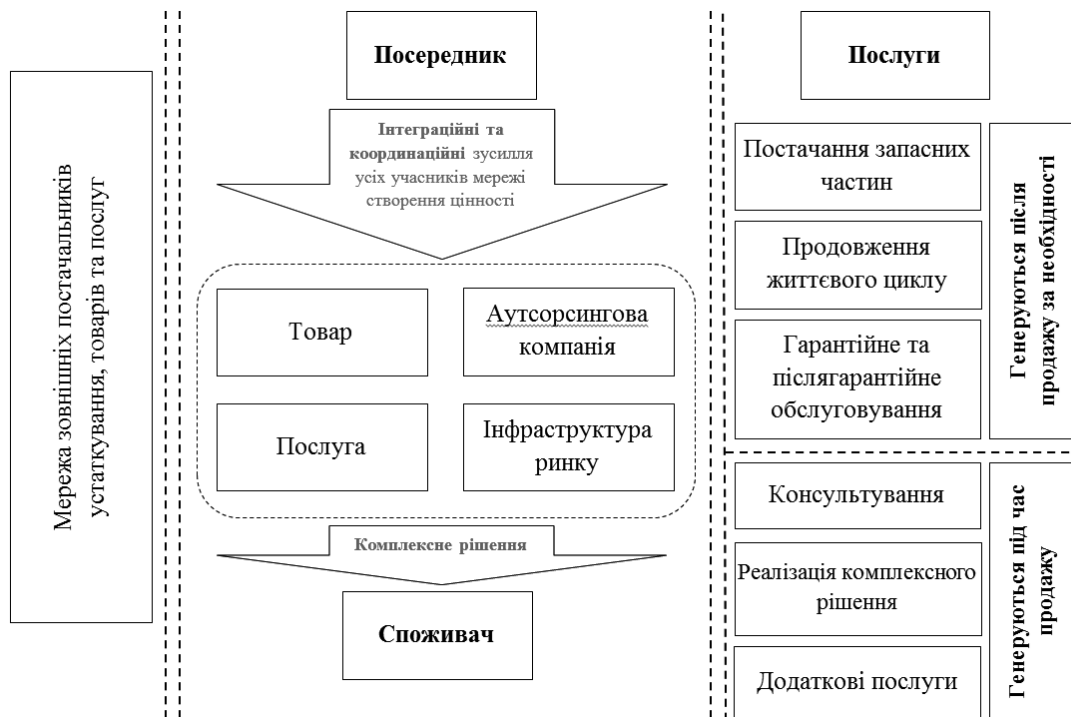 Мережа зовнішніх постачальників
устаткування, товарів та послуг
Посередник
Інтеграційні та
координаційні зусилля
усіх учасників мережі
створення цінності
Товар
Аутсорсингова
компанія
Послуга
Інфраструктура
ринку
Комплексне рішення
Споживач
Послуги
Постачання запасних
частин
Продовження
життєвого циклу
Гарантійне та
післягарантійне
обслуговування
Генеруються після
продажу за необхідності
Консультування
Реалізація комплексного
рішення
Додаткові послуги
Генеруються під час
продажу